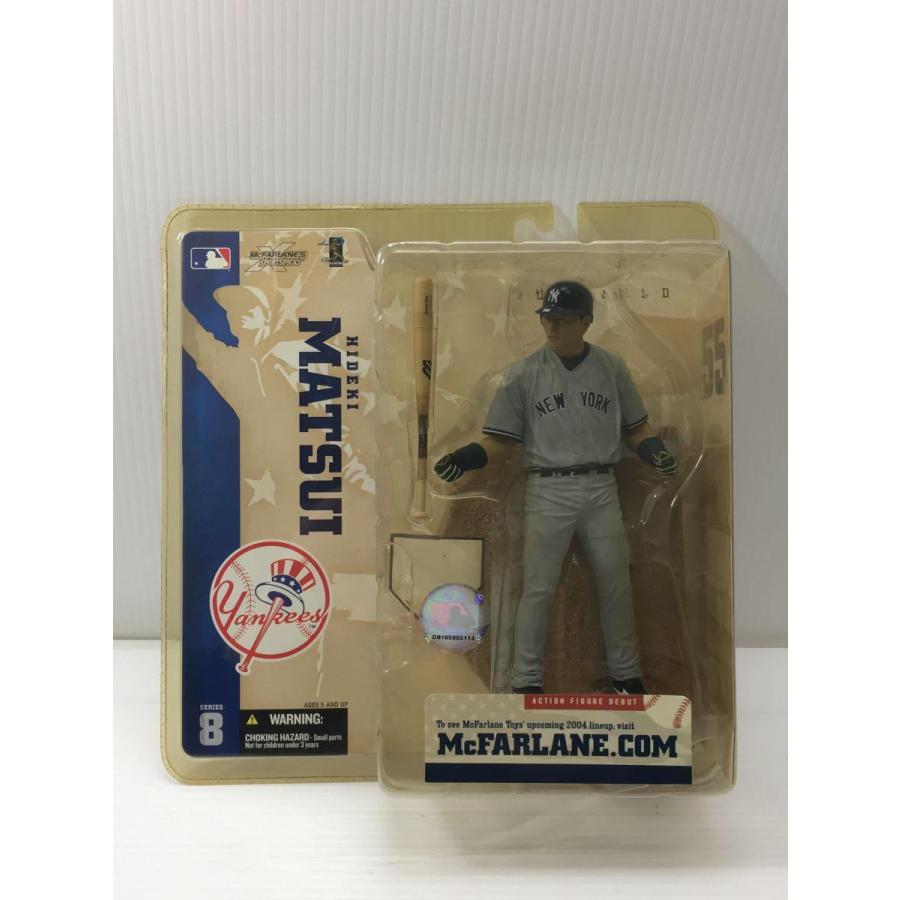 McFARLANE'S
SPORTSPICKS
HIDEKI
MATSUI
Yankees
TM
SERIES
8
AGES 5 AND UP
WARNING:
CHOKING HAZARD - Small parts
Not for children under 3 years
55
NY
NEW YORK
ACTION FIGURE DEBUT
To see McFarlane Toys' upcoming 2004 lineup, visit
McFARLANE.COM